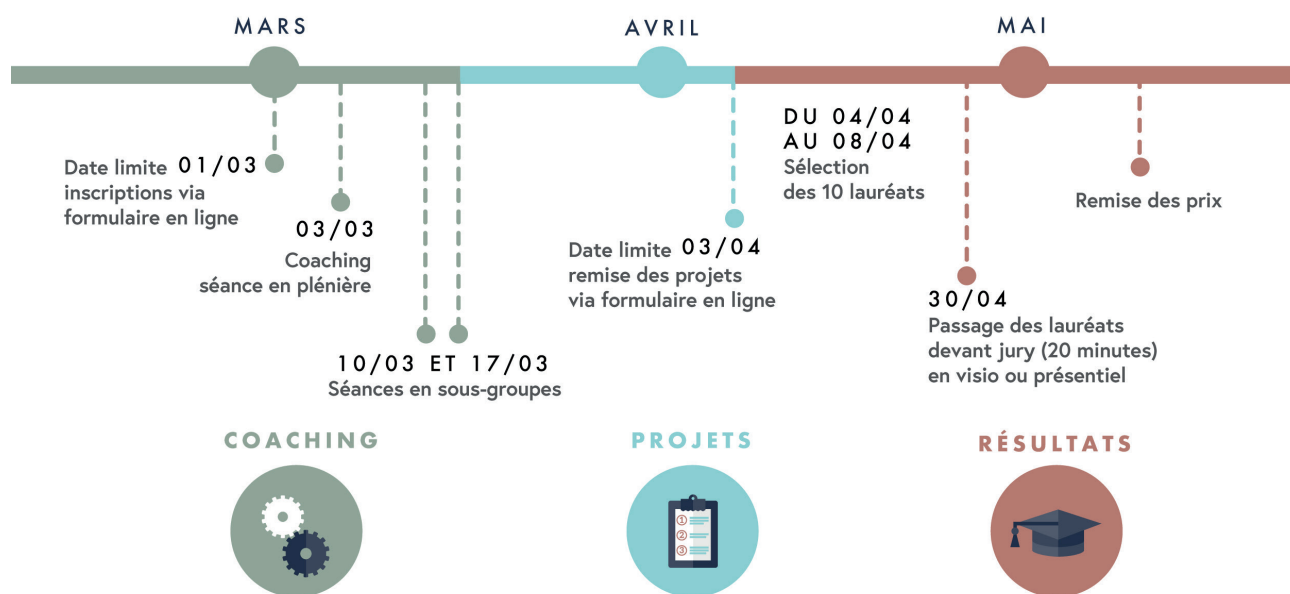 MARS
AVRIL
MAI
Date limite 01/03
inscriptions via
formulaire en ligne
03/03
Coaching
séance en plénière
10/03 ET 17/03
Séances en sous-groupes
Date limite 03/04
remise des projets
via formulaire en ligne
DU 04/04
AU 08/04
Sélection
des 10 lauréats
30/04
Passage des lauréats
devant jury (20 minutes)
en visio ou présentiel
Remise des prix
COACHING
PROJETS
RÉSULTATS
1
2
3